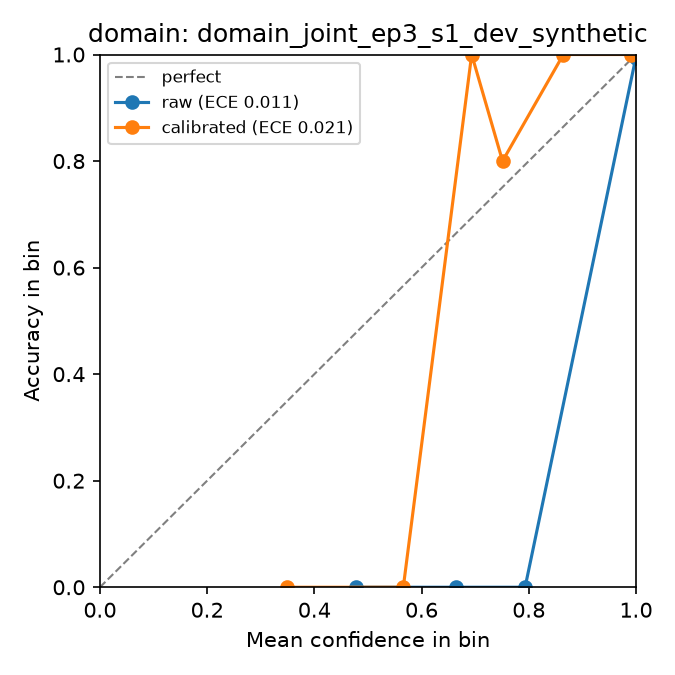 domain: domain_joint_ep3_s1_dev_synthetic
perfect
raw (ECE 0.011)
calibrated (ECE 0.021)
1.0
0.8
0.6
0.4
0.2
0.0
Accuracy in bin
0.0 0.2 0.4 0.6 0.8 1.0
Mean confidence in bin